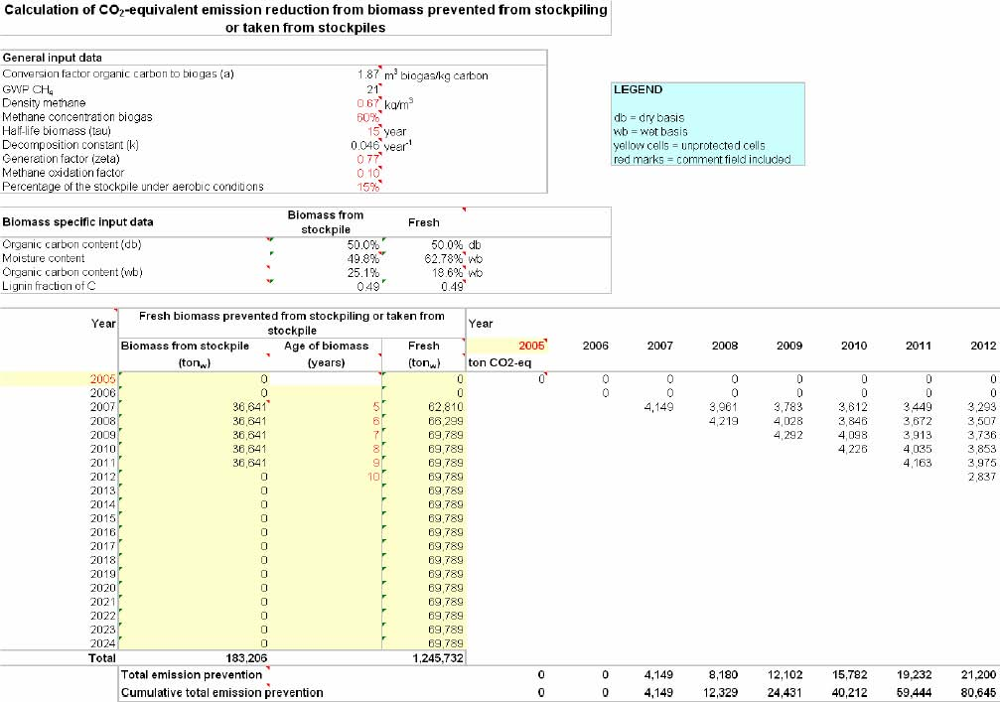 Calculation of CO2-equivalent emission reduction from biomass prevented from stockpiling
or taken from stockpiles
General input data
Conversion factor organic carbon to biogas (a) 1.87 m3 biogas/kg carbon
GWP CH4 21
Density methane 0.67 kg/m3
Methane concentration biogas 60%
Half-life biomass (tau) 15 year
Decomposition constant (k) 0.046 year-1
Generation factor (zeta) 0.77
Methane oxidation factor 0.10
Percentage of the stockpile under aerobic conditions 15%
LEGEND
db = dry basis
wb = wet basis
yellow cells = unprotected cells
red marks = comment field included
Biomass specific input data Biomass from stockpile Fresh
Organic carbon content (db) 50.0% 50.0% db
Moisture content 49.8% 62.78% wb
Organic carbon content (wb) 25.1% 18.6% wb
Lignin fraction of C 0.49 0.49
Year Fresh biomass prevented from stockpiling or taken from stockpile Year
Biomass from stockpile Age of biomass Fresh 2005 2006 2007 2008 2009 2010 2011 2012
(tonw) (years) (tonw) ton CO2-eq
2005 0 0 0 0 0 0 0 0 0 0
2006 0 0 0 0 0 0 0 0 0
2007 36,641 5 62,810 4,149 3,961 3,783 3,612 3,449 3,293
2008 36,641 6 66,299 4,219 4,028 3,846 3,672 3,507
2009 36,641 7 69,789 4,292 4,098 3,913 3,736
2010 36,641 8 69,789 4,226 4,035 3,853
2011 36,641 9 69,789 4,163 3,975
2012 0 10 69,789 2,837
2013 0 69,789
2014 0 69,789
2015 0 69,789
2016 0 69,789
2017 0 69,789
2018 0 69,789
2019 0 69,789
2020 0 69,789
2021 0 69,789
2022 0 69,789
2023 0 69,789
2024 0 69,789
Total 183,206 1,245,732
Total emission prevention 0 0 4,149 8,180 12,102 15,782 19,232 21,200
Cumulative total emission prevention 0 0 4,149 12,329 24,431 40,212 59,444 80,645